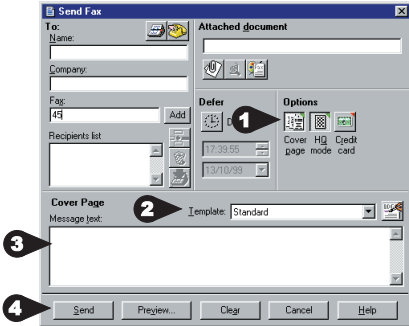 Send Fax
To:
Name:
Company:
Fax:
45
Add
Recipients list
Attached document
Defer
D
17:39:55
13/10/99
Options
1
Cover page
HQ mode
Credit card
Cover Page
2
Template: Standard
Message text:
3
4
Send Preview... Clear Cancel Help